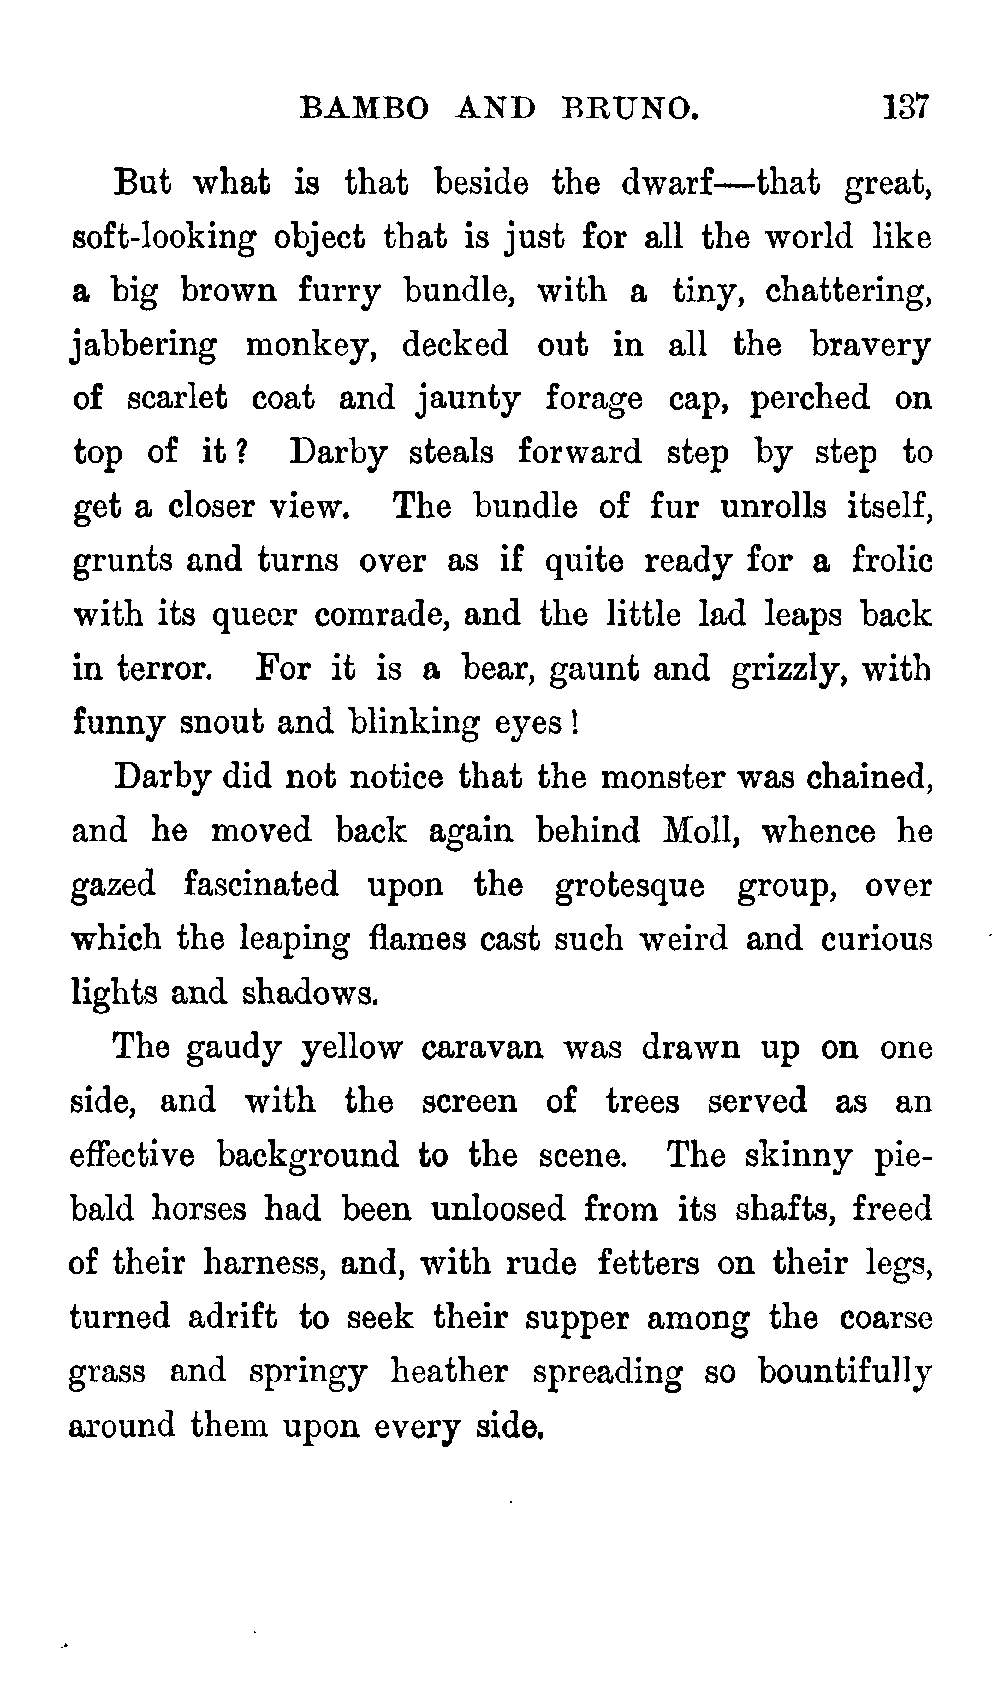 BAMBO AND BRUNO. 137
But what is that beside the dwarf—that great,
soft-looking object that is just for all the world like
a big brown furry bundle, with a tiny, chattering,
jabbering monkey, decked out in all the bravery
of scarlet coat and jaunty forage cap, perched on
top of it? Darby steals forward step by step to
get a closer view. The bundle of fur unrolls itself,
grunts and turns over as if quite ready for a frolic
with its queer comrade, and the little lad leaps back
in terror. For it is a bear, gaunt and grizzly, with
funny snout and blinking eyes!
Darby did not notice that the monster was chained,
and he moved back again behind Moll, whence he
gazed fascinated upon the grotesque group, over
which the leaping flames cast such weird and curious
lights and shadows.
The gaudy yellow caravan was drawn up on one
side, and with the screen of trees served as an
effective background to the scene. The skinny pie-
bald horses had been unloosed from its shafts, freed
of their harness, and, with rude fetters on their legs,
turned adrift to seek their supper among the coarse
grass and springy heather spreading so bountifully
around them upon every side.